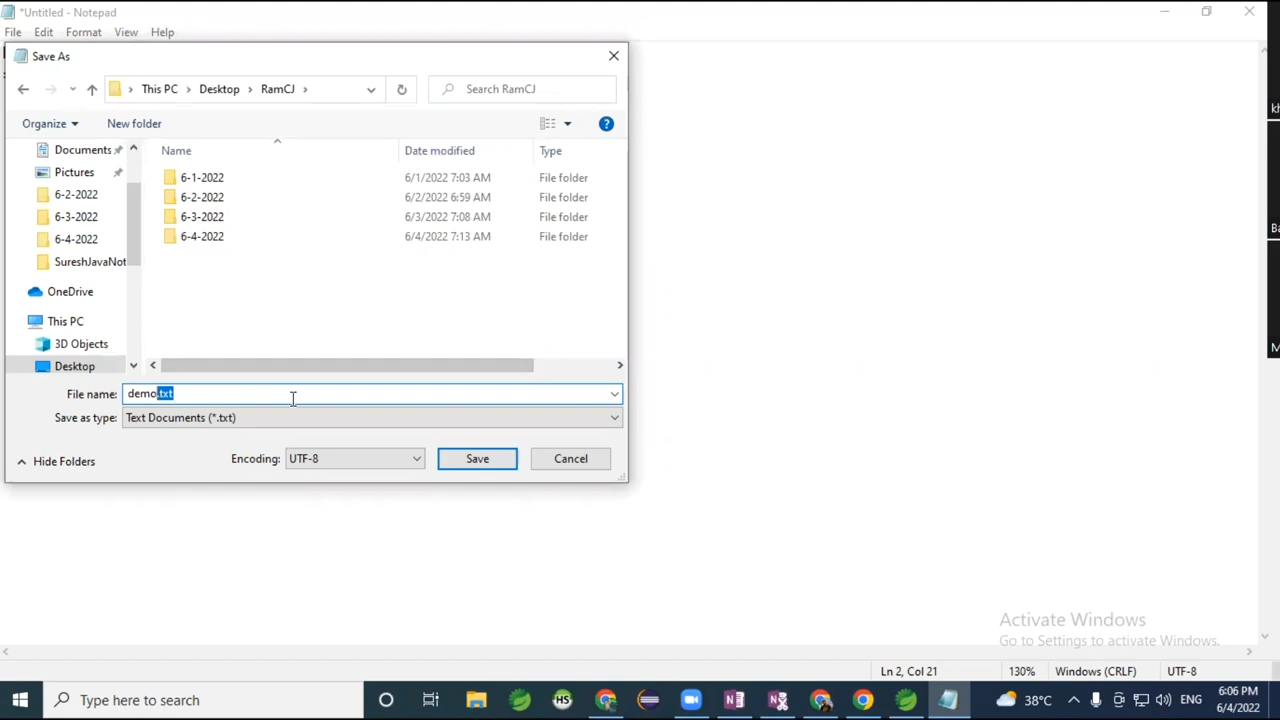 *Untitled - Notepad
File Edit Format View Help
Save As
This PC Desktop RamCJ
Search RamCJ
Organize New folder
Name Date modified Type
Documents
Pictures
6-2-2022
6-3-2022
6-4-2022
SureshJavaNot
OneDrive
This PC
3D Objects
Desktop
6-1-2022 6/1/2022 7:03 AM File folder
6-2-2022 6/2/2022 6:59 AM File folder
6-3-2022 6/3/2022 7:08 AM File folder
6-4-2022 6/4/2022 7:13 AM File folder
File name: demo.txt
Save as type: Text Documents (*.txt)
Hide Folders Encoding: UTF-8 Save Cancel
kh
Ba
M
Activate Windows
Go to Settings to activate Windows.
Ln 2, Col 21 130% Windows (CRLF) UTF-8
Type here to search
HS
38°C ENG
6:06 PM
6/4/2022